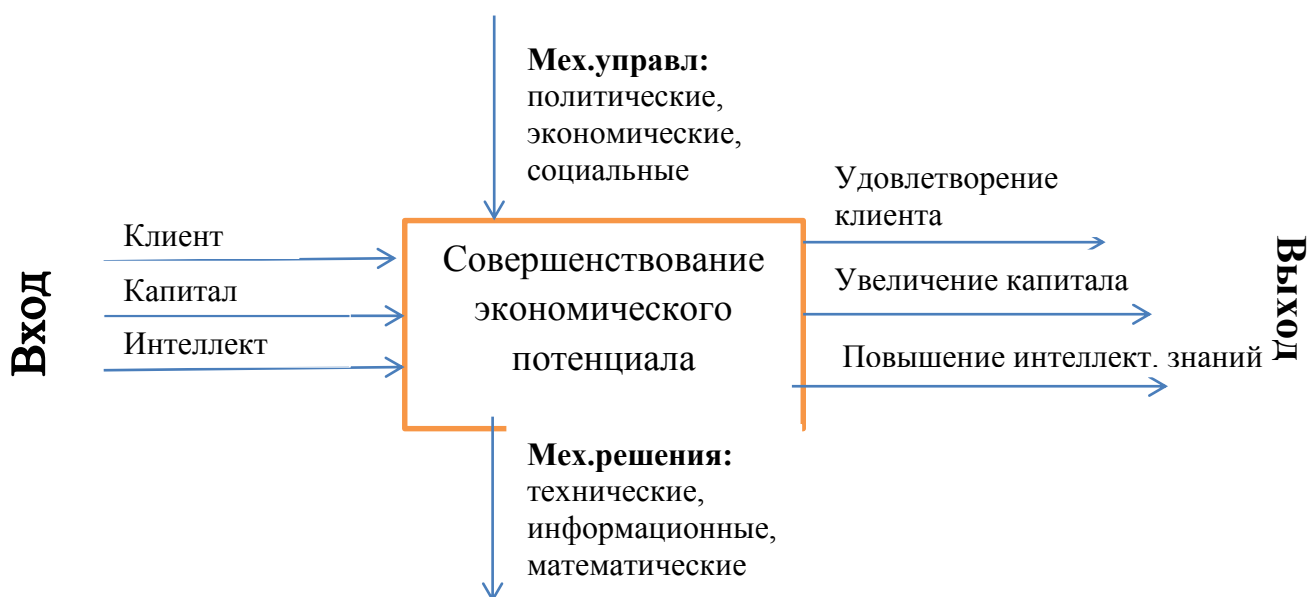 Мех.управл:
политические,
экономические,
социальные
Вход
Клиент
Капитал
Интеллект
Совершенствование
экономического
потенциала
Удовлетворение
клиента
Увеличение капитала
Повышение интеллект. знаний
Выход
Мех.решения:
технические,
информационные,
математические